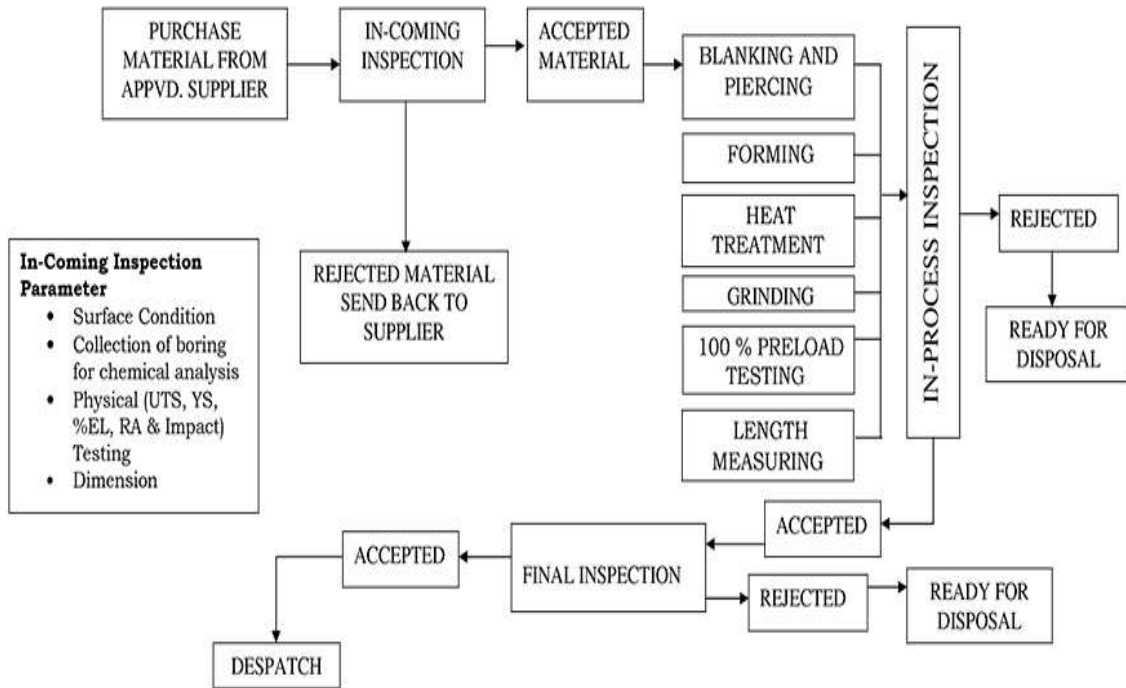 PURCHASE
MATERIAL FROM
APPVD. SUPPLIER
IN-COMING
INSPECTION
ACCEPTED
MATERIAL
BLANKING AND
PIERCING
FORMING
HEAT
TREATMENT
GRINDING
100 % PRELOAD
TESTING
LENGTH
MEASURING
IN-PROCESS INSPECTION
REJECTED
READY FOR
DISPOSAL
REJECTED MATERIAL
SEND BACK TO
SUPPLIER
In-Coming Inspection
Parameter
• Surface Condition
• Collection of boring
for chemical analysis
• Physical (UTS, YS,
%EL, RA & Impact)
Testing
• Dimension
ACCEPTED
FINAL INSPECTION
ACCEPTED
REJECTED
READY FOR
DISPOSAL
DESPATCH